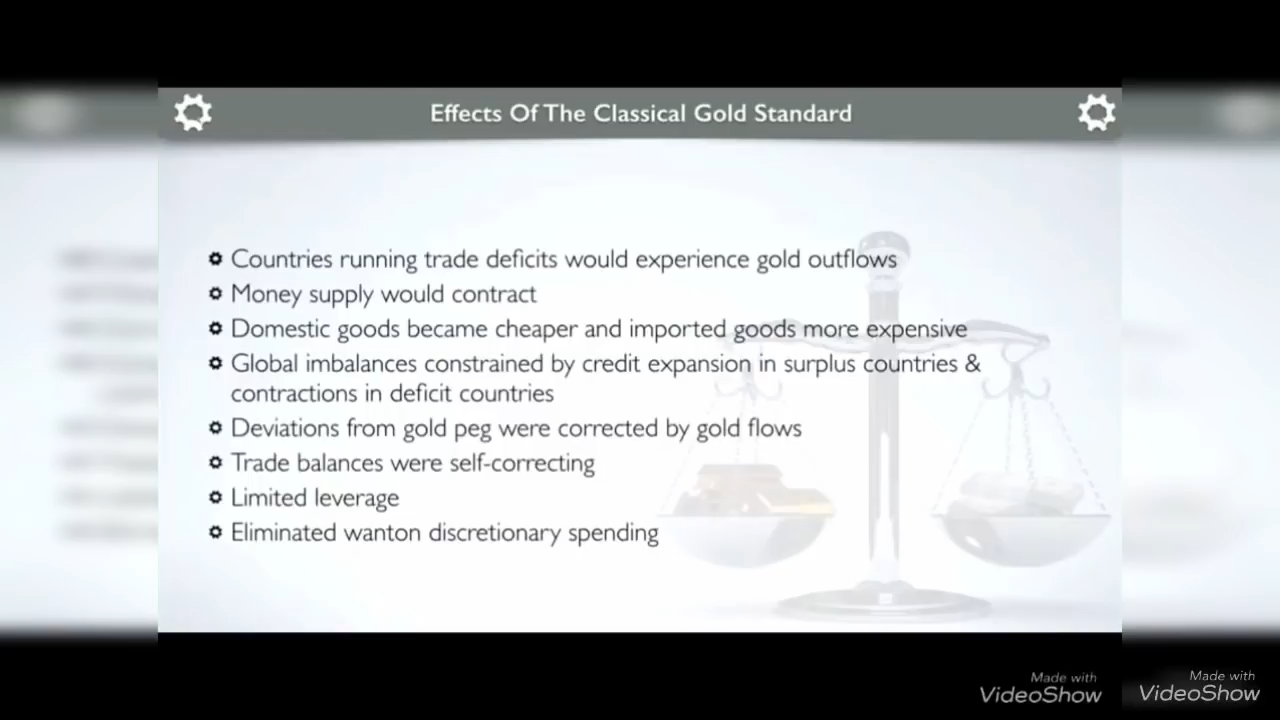 Effects Of The Classical Gold Standard
Countries running trade deficits would experience gold outflows
Money supply would contract
Domestic goods became cheaper and imported goods more expensive
Global imbalances constrained by credit expansion in surplus countries &
contractions in deficit countries
Deviations from gold peg were corrected by gold flows
Trade balances were self-correcting
Limited leverage
Eliminated wanton discretionary spending
Made with
VideoShow
Made with
VideoShow